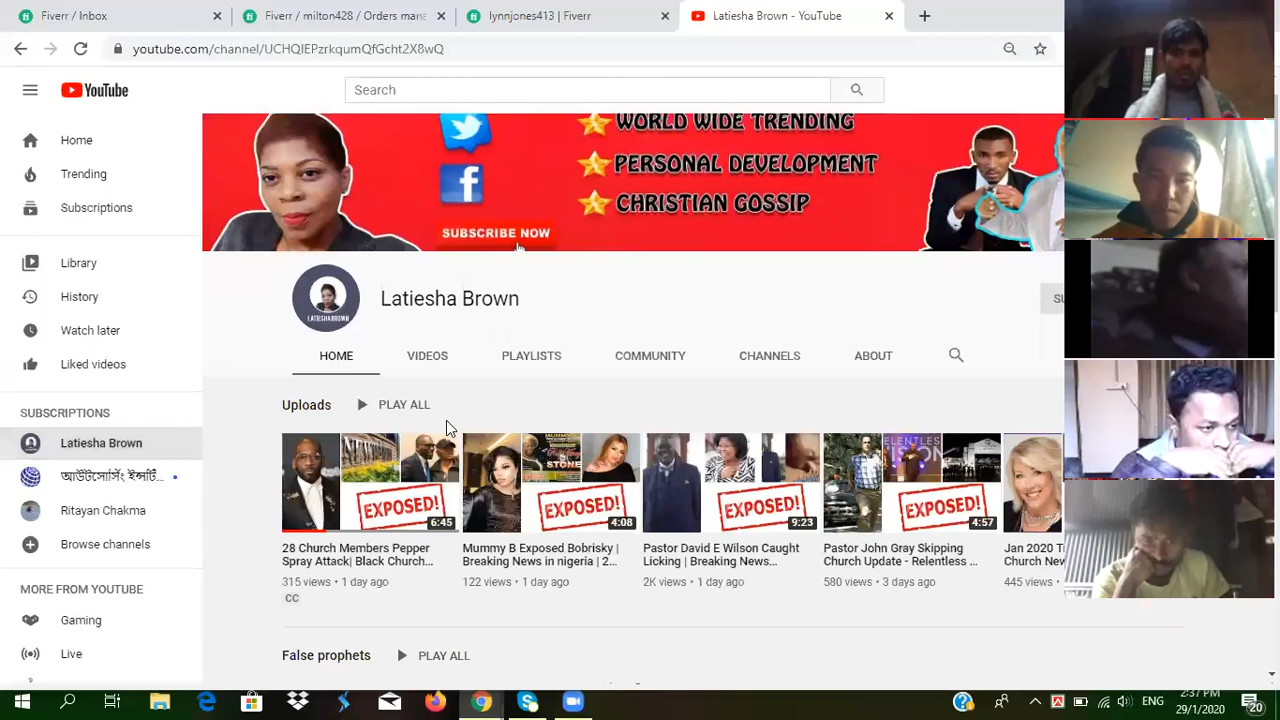 Fiverr / Inbox
Fiverr / milton428 / Orders man
lynnjones413 | Fiverr
Latiesha Brown - YouTube
youtube.com/channel/UCHQIEPzrkqumQfGcht2X8wQ
YouTube
Search
Home
Trending
Subscriptions
Library
History
Watch later
Liked videos
SUBSCRIPTIONS
Latiesha Brown
Ritayan Chakma
Browse channels
MORE FROM YOUTUBE
Gaming
Live
WORLD WIDE TRENDING
PERSONAL DEVELOPMENT
CHRISTIAN GOSSIP
SUBSCRIBE NOW
LATIESHABROWN
Latiesha Brown
SU
HOME VIDEOS PLAYLISTS COMMUNITY CHANNELS ABOUT
Uploads PLAY ALL
EXPOSED! 6:45
EXPOSED! 4:08
EXPOSED! 9:23
EXPOSED! 4:57
28 Church Members Pepper
Spray Attack| Black Church...
315 views • 1 day ago
CC
Mummy B Exposed Bobrisky |
Breaking News in nigeria | 2...
122 views • 1 day ago
Pastor David E Wilson Caught
Licking | Breaking News...
2K views • 1 day ago
Pastor John Gray Skipping
Church Update - Relentless ...
580 views • 3 days ago
Jan 2020 T
Church New
445 views
False prophets PLAY ALL
ENG
2:37 PM
29/1/2020
20